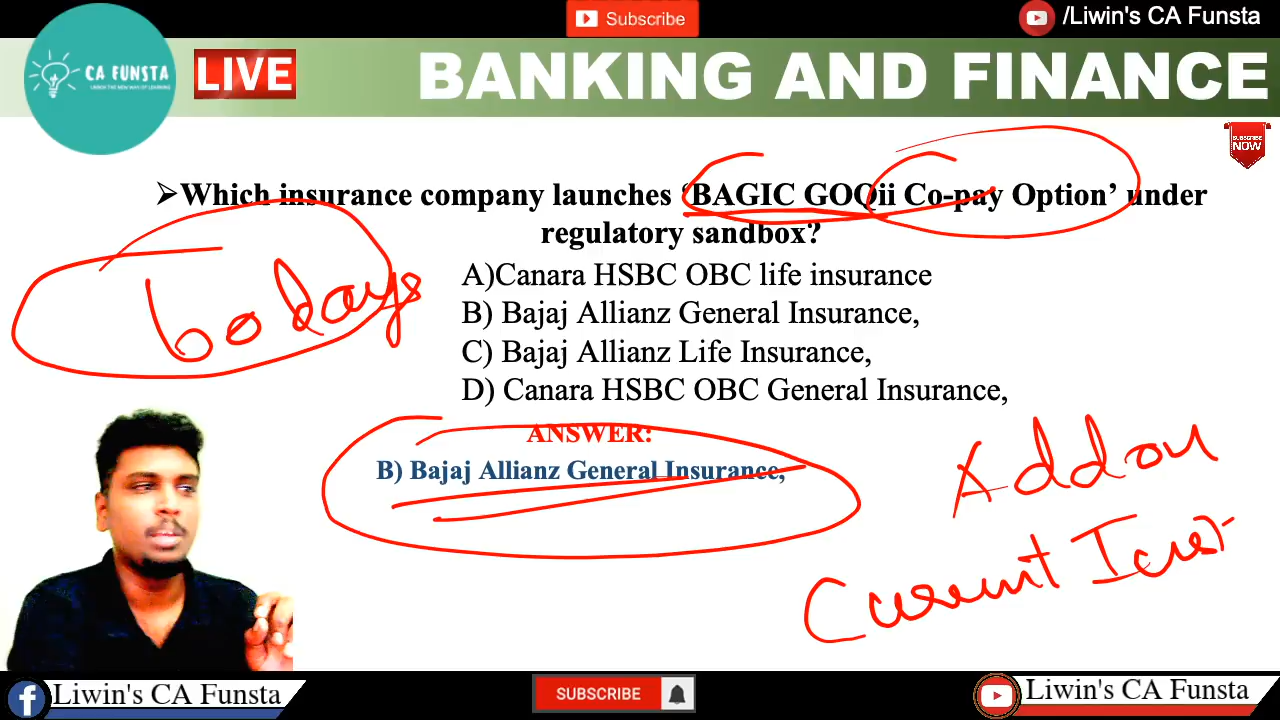 Subscribe
/Liwin's CA Funsta
CA FUNSTA
LIVE
BANKING AND FINANCE
SUBSCRIBE
NOW
➢Which insurance company launches 'BAGIC GOQii Co-pay Option' under
regulatory sandbox?
60 days
A)Canara HSBC OBC life insurance
B) Bajaj Allianz General Insurance,
C) Bajaj Allianz Life Insurance,
D) Canara HSBC OBC General Insurance,
ANSWER:
B) Bajaj Allianz General Insurance,
Addon
Current
Liwin's CA Funsta
SUBSCRIBE
Liwin's CA Funsta